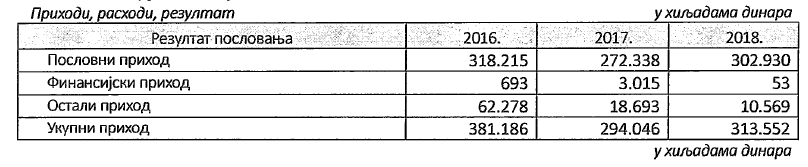 Приходи, расходи, резултат у хиљадама динара
Резултат пословања 2016. 2017. 2018.
Пословни приход 318.215 272.338 302.930
Финансијски приход 693 3.015 53
Остали приход 62.278 18.693 10.569
Укупни приход 381.186 294.046 313.552
у хиљадама динара